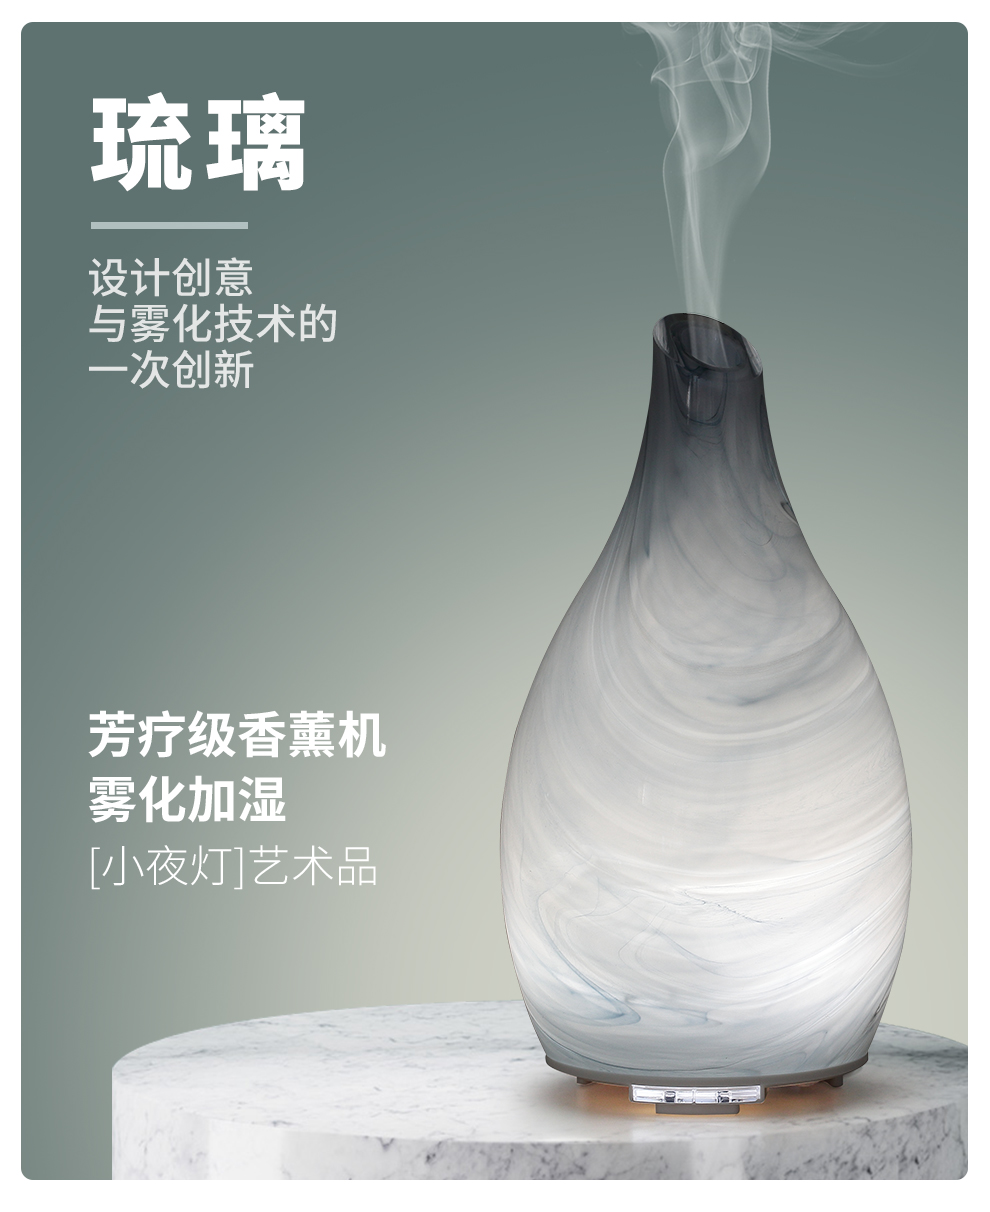 琉璃
设计创意
与雾化技术的
一次创新
芳疗级香薰机
雾化加湿
[小夜灯]艺术品